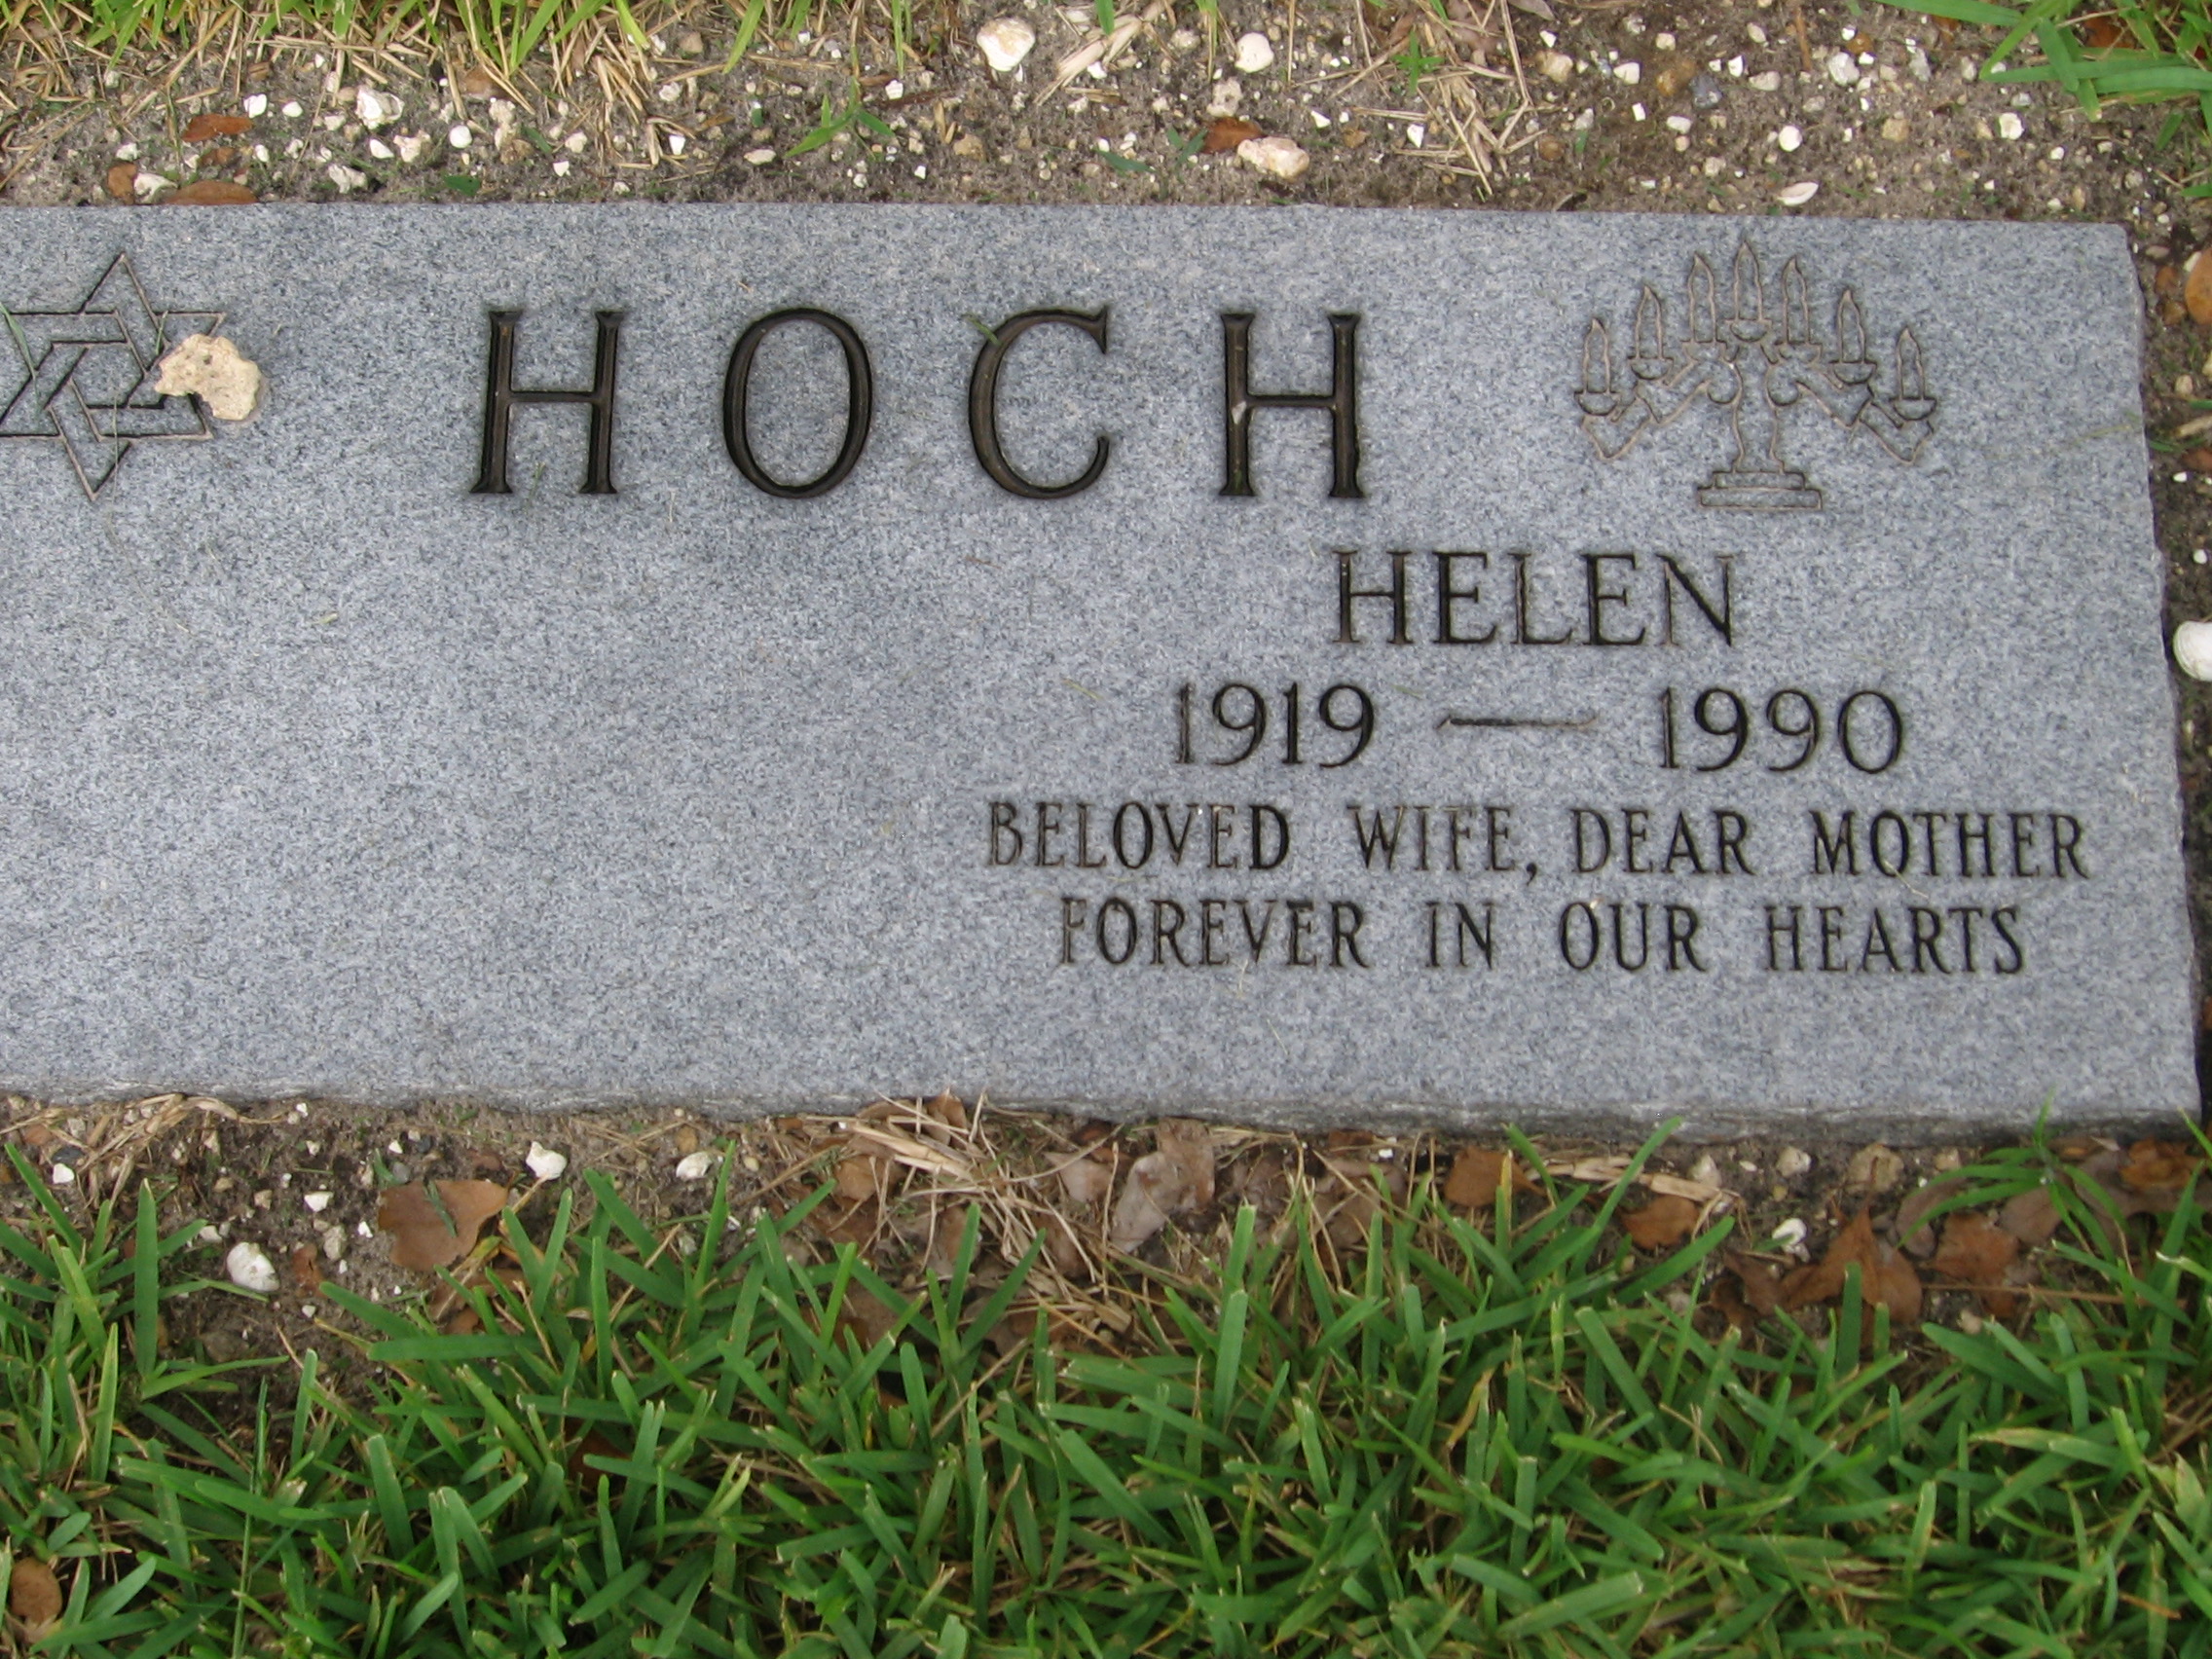 HOCH
HELEN
1919 — 1990
BELOVED WIFE, DEAR MOTHER
FOREVER IN OUR HEARTS